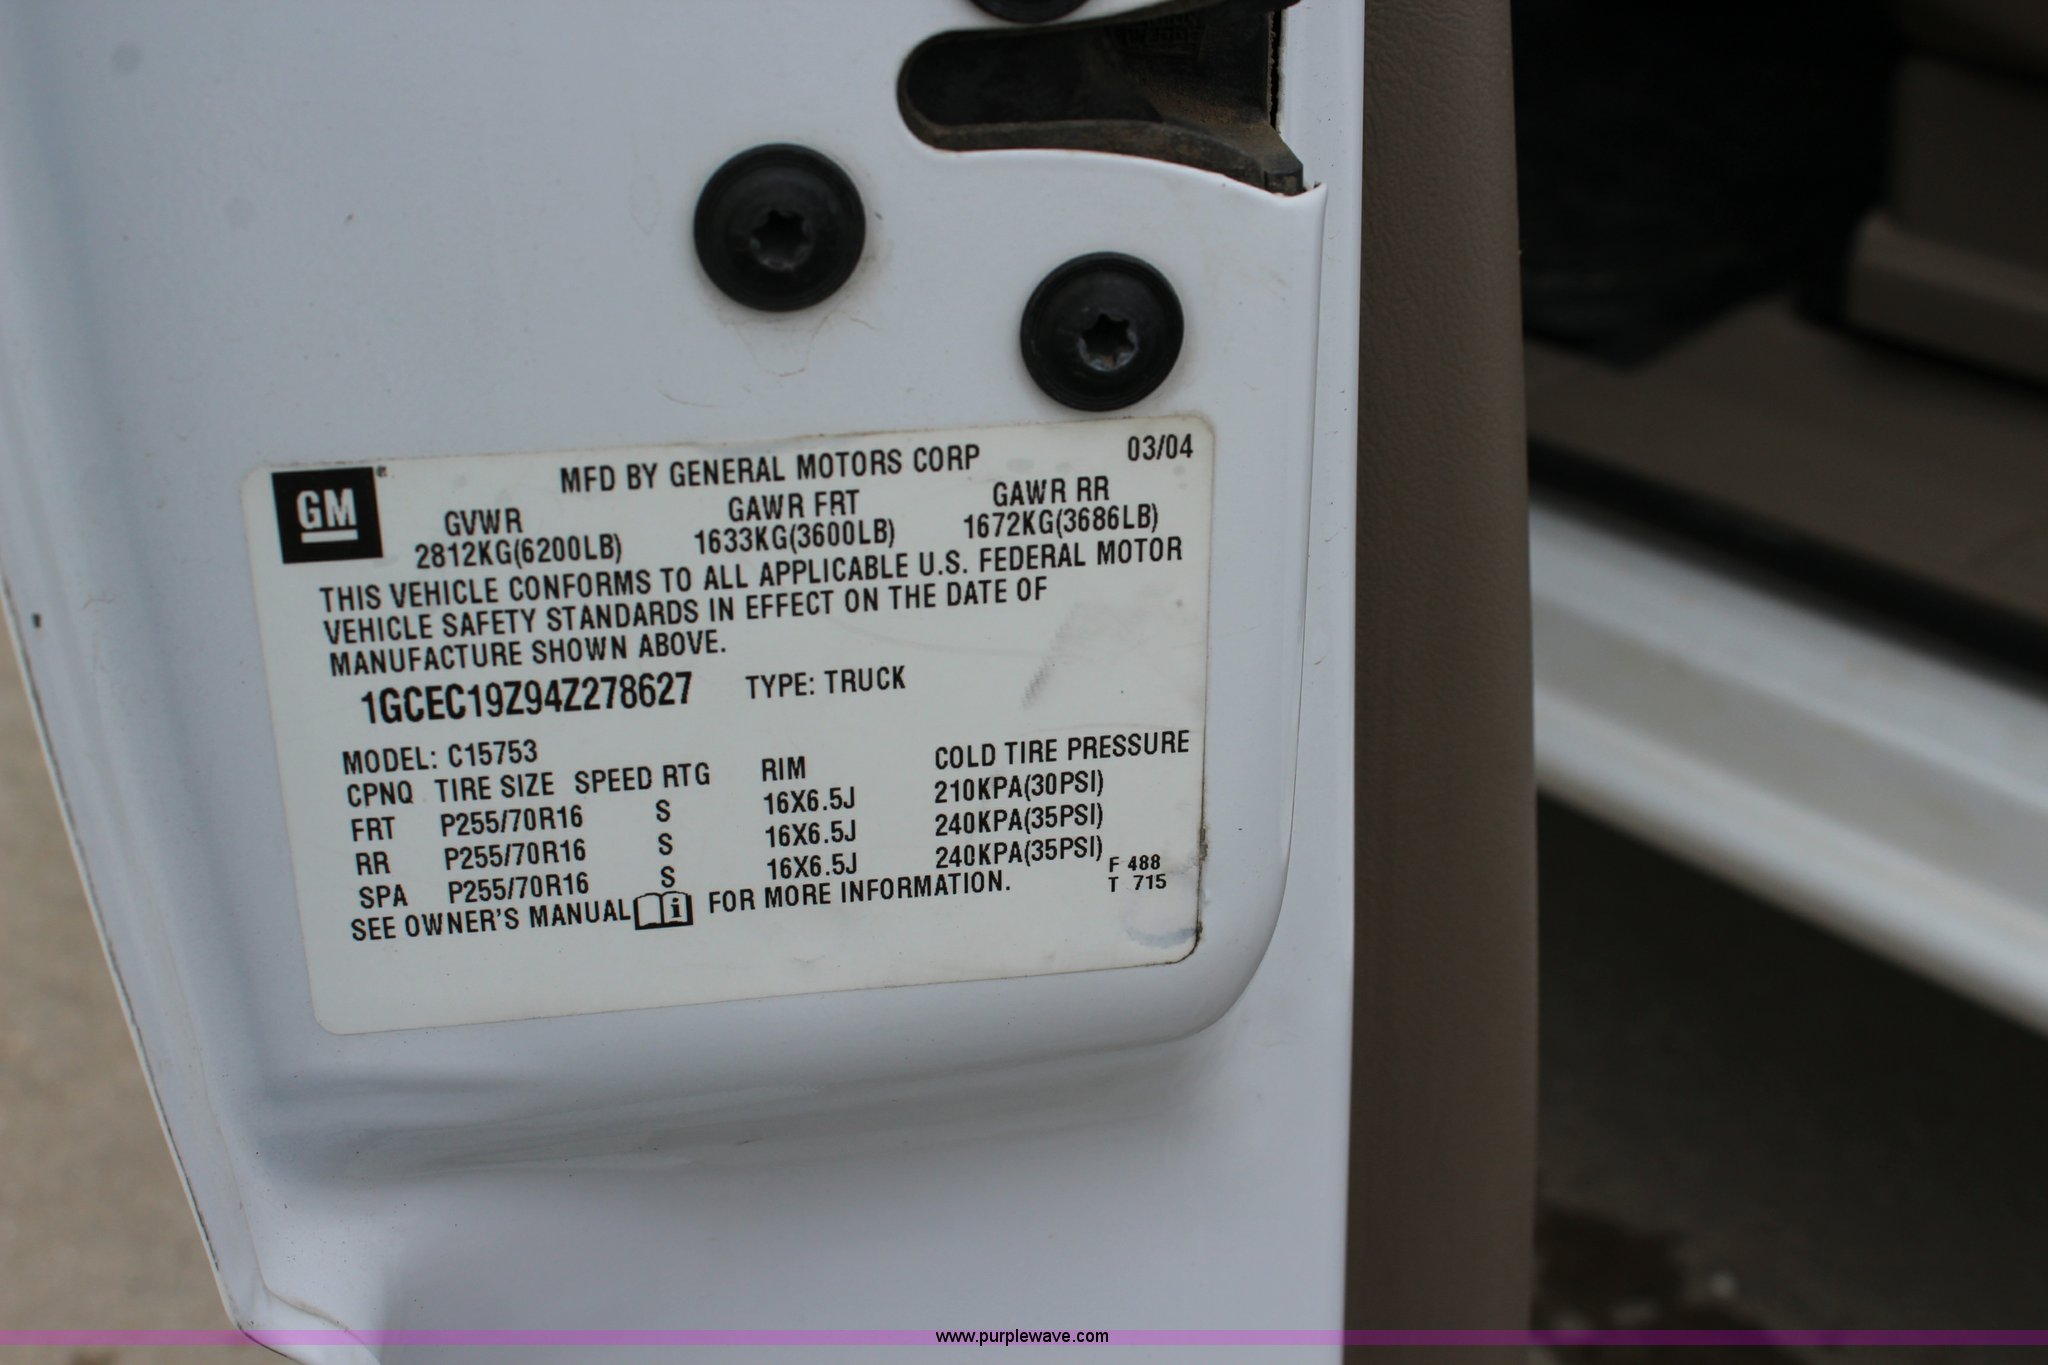 MFD BY GENERAL MOTORS CORP 03/04
GM
®
GVWR GAWR FRT GAWR RR
2812KG(6200LB) 1633KG(3600LB) 1672KG(3686LB)
THIS VEHICLE CONFORMS TO ALL APPLICABLE U.S. FEDERAL MOTOR
VEHICLE SAFETY STANDARDS IN EFFECT ON THE DATE OF
MANUFACTURE SHOWN ABOVE.
1GCEC19Z94Z278627 TYPE: TRUCK
MODEL: C15753
CPNQ TIRE SIZE SPEED RTG RIM COLD TIRE PRESSURE
FRT P255/70R16 S 16X6.5J 210KPA(30PSI)
RR P255/70R16 S 16X6.5J 240KPA(35PSI)
SPA P255/70R16 S 16X6.5J 240KPA(35PSI)
SEE OWNER'S MANUAL i FOR MORE INFORMATION.
F 488
T 715
www.purplewave.com